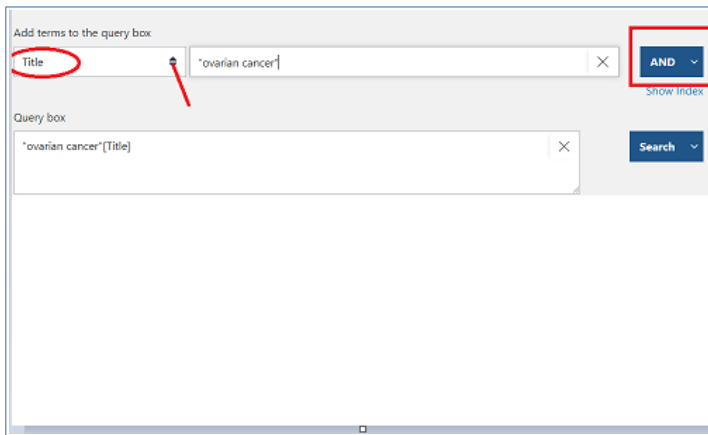 Add terms to the query box
Title "ovarian cancer" AND
Show Index
Query box
"ovarian cancer"[Title] Search